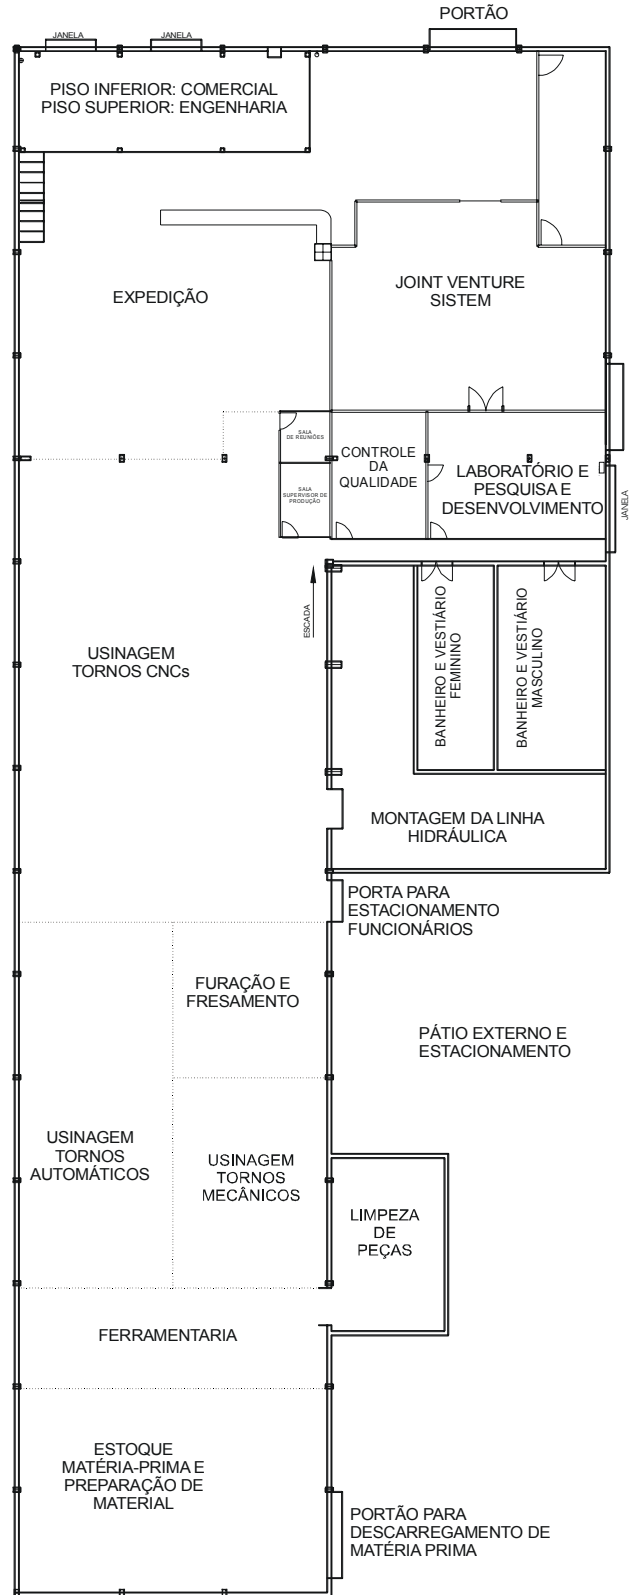 PORTÃO
JANELA
JANELA
PISO INFERIOR: COMERCIAL
PISO SUPERIOR: ENGENHARIA
EXPEDIÇÃO
JOINT VENTURE
SISTEM
SALA
DE REUNIÕES
SALA
SUPERVISOR DE
PRODUÇÃO
CONTROLE
DA
QUALIDADE
LABORATÓRIO E
PESQUISA E
DESENVOLVIMENTO
JANELA
ESCADA
USINAGEM
TORNOS CNCs
BANHEIRO E VESTIÁRIO
FEMININO
BANHEIRO E VESTIÁRIO
MASCULINO
MONTAGEM DA LINHA
HIDRÁULICA
PORTA PARA
ESTACIONAMENTO
FUNCIONÁRIOS
FURAÇÃO E
FRESAMENTO
PÁTIO EXTERNO E
ESTACIONAMENTO
USINAGEM
TORNOS
AUTOMÁTICOS
USINAGEM
TORNOS
MECÂNICOS
LIMPEZA
DE
PEÇAS
FERRAMENTARIA
ESTOQUE
MATÉRIA-PRIMA E
PREPARAÇÃO DE
MATERIAL
PORTÃO PARA
DESCARREGAMENTO DE
MATÉRIA PRIMA